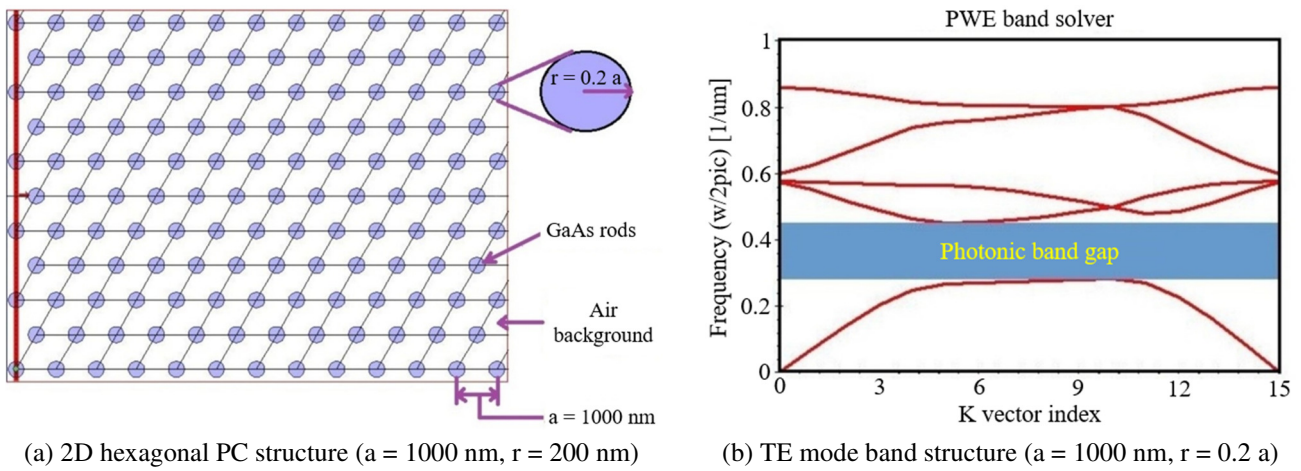 r = 0.2 a
GaAs rods
Air
background
a = 1000 nm
(a) 2D hexagonal PC structure (a = 1000 nm, r = 200 nm)
PWE band solver
Frequency (w/2pic) [1/um]
1
0.8
0.6
0.4
0.2
0
Photonic band gap
0
3
6
9
12
15
K vector index
(b) TE mode band structure (a = 1000 nm, r = 0.2 a)